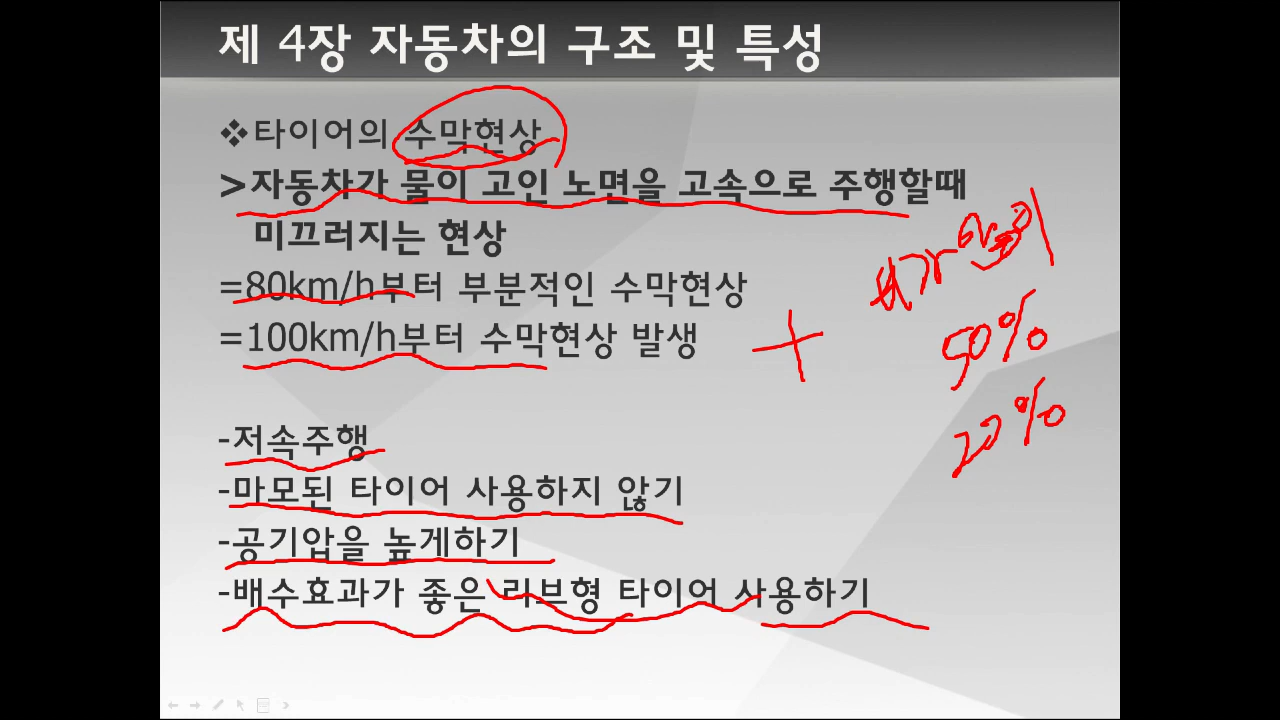 제 4장 자동차의 구조 및 특성
❖타이어의 수막현상
>자동차가 물이 고인 노면을 고속으로 주행할때
미끄러지는 현상
=80km/h부터 부분적인 수막현상
=100km/h부터 수막현상 발생
비가 올 때
50%
20%
-저속주행
-마모된 타이어 사용하지 않기
-공기압을 높게하기
-배수효과가 좋은 리브형 타이어 사용하기